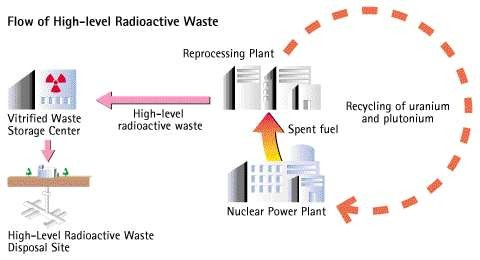 Flow of High-level Radioactive Waste
Reprocessing Plant
Recycling of uranium
and plutonium
High-level
radioactive waste
Vitrified Waste
Storage Center
Spent fuel
Nuclear Power Plant
High-Level Radioactive Waste
Disposal Site